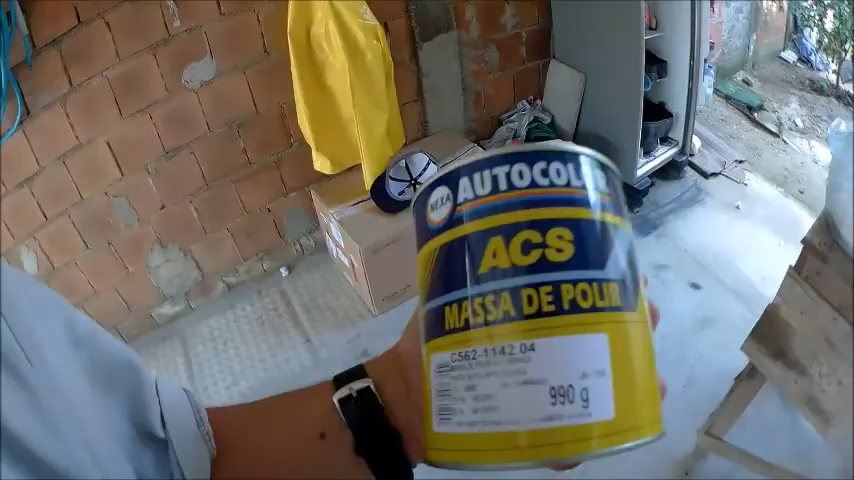 NEXA
AUTOCOLOR
ACS
MASSA DE POLIR
C562-1142.04
990 g